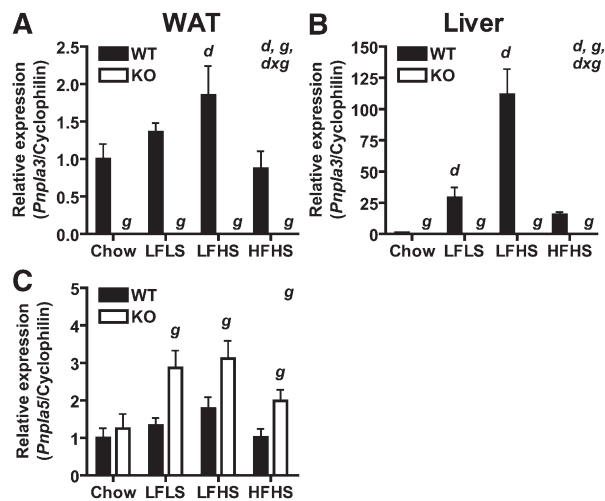 A
WAT
Relative expression
(Pnpla3/Cyclophilin)
2.5
2.0
1.5
1.0
0.5
0.0
WT
KO
d
d, g,
dxg
g
g
g
g
Chow
LFLS
LFHS
HFHS
B
Liver
Relative expression
(Pnpla3/Cyclophilin)
150
125
100
75
50
25
0
WT
KO
d
d
d, g,
dxg
g
g
g
g
Chow
LFLS
LFHS
HFHS
C
Relative expression
(Pnpla5/Cyclophilin)
5
4
3
2
1
0
WT
KO
g
g
g
g
Chow
LFLS
LFHS
HFHS